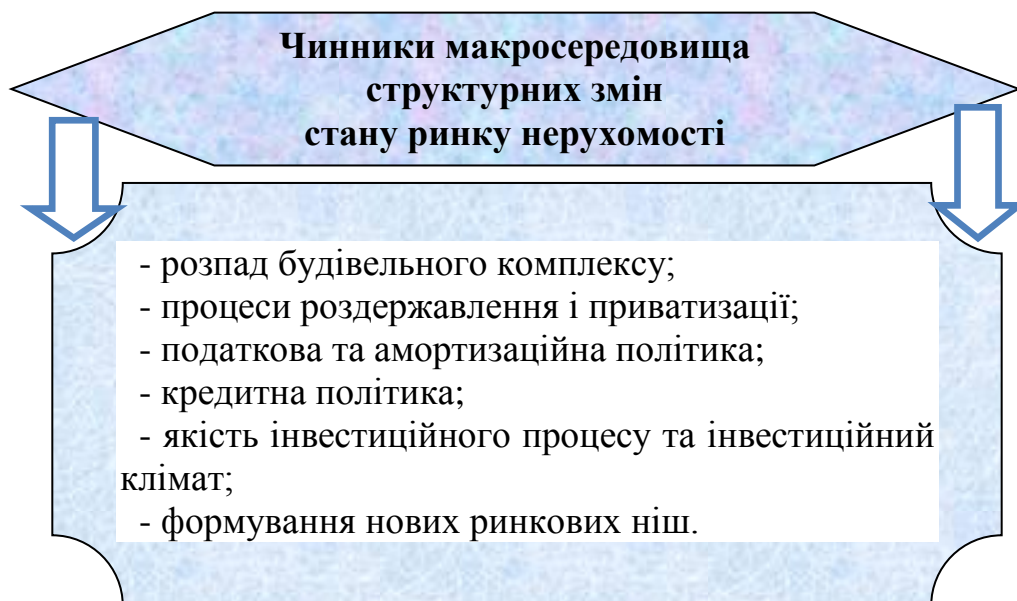 Чинники макросередовища
структурних змін
стану ринку нерухомості
- розпад будівельного комплексу;
- процеси роздержавлення і приватизації;
- податкова та амортизаційна політика;
- кредитна політика;
- якість інвестиційного процесу та інвестиційний
клімат;
- формування нових ринкових ніш.